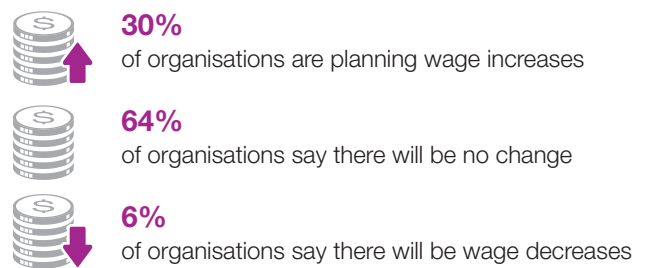 30%
of organisations are planning wage increases
64%
of organisations say there will be no change
6%
of organisations say there will be wage decreases